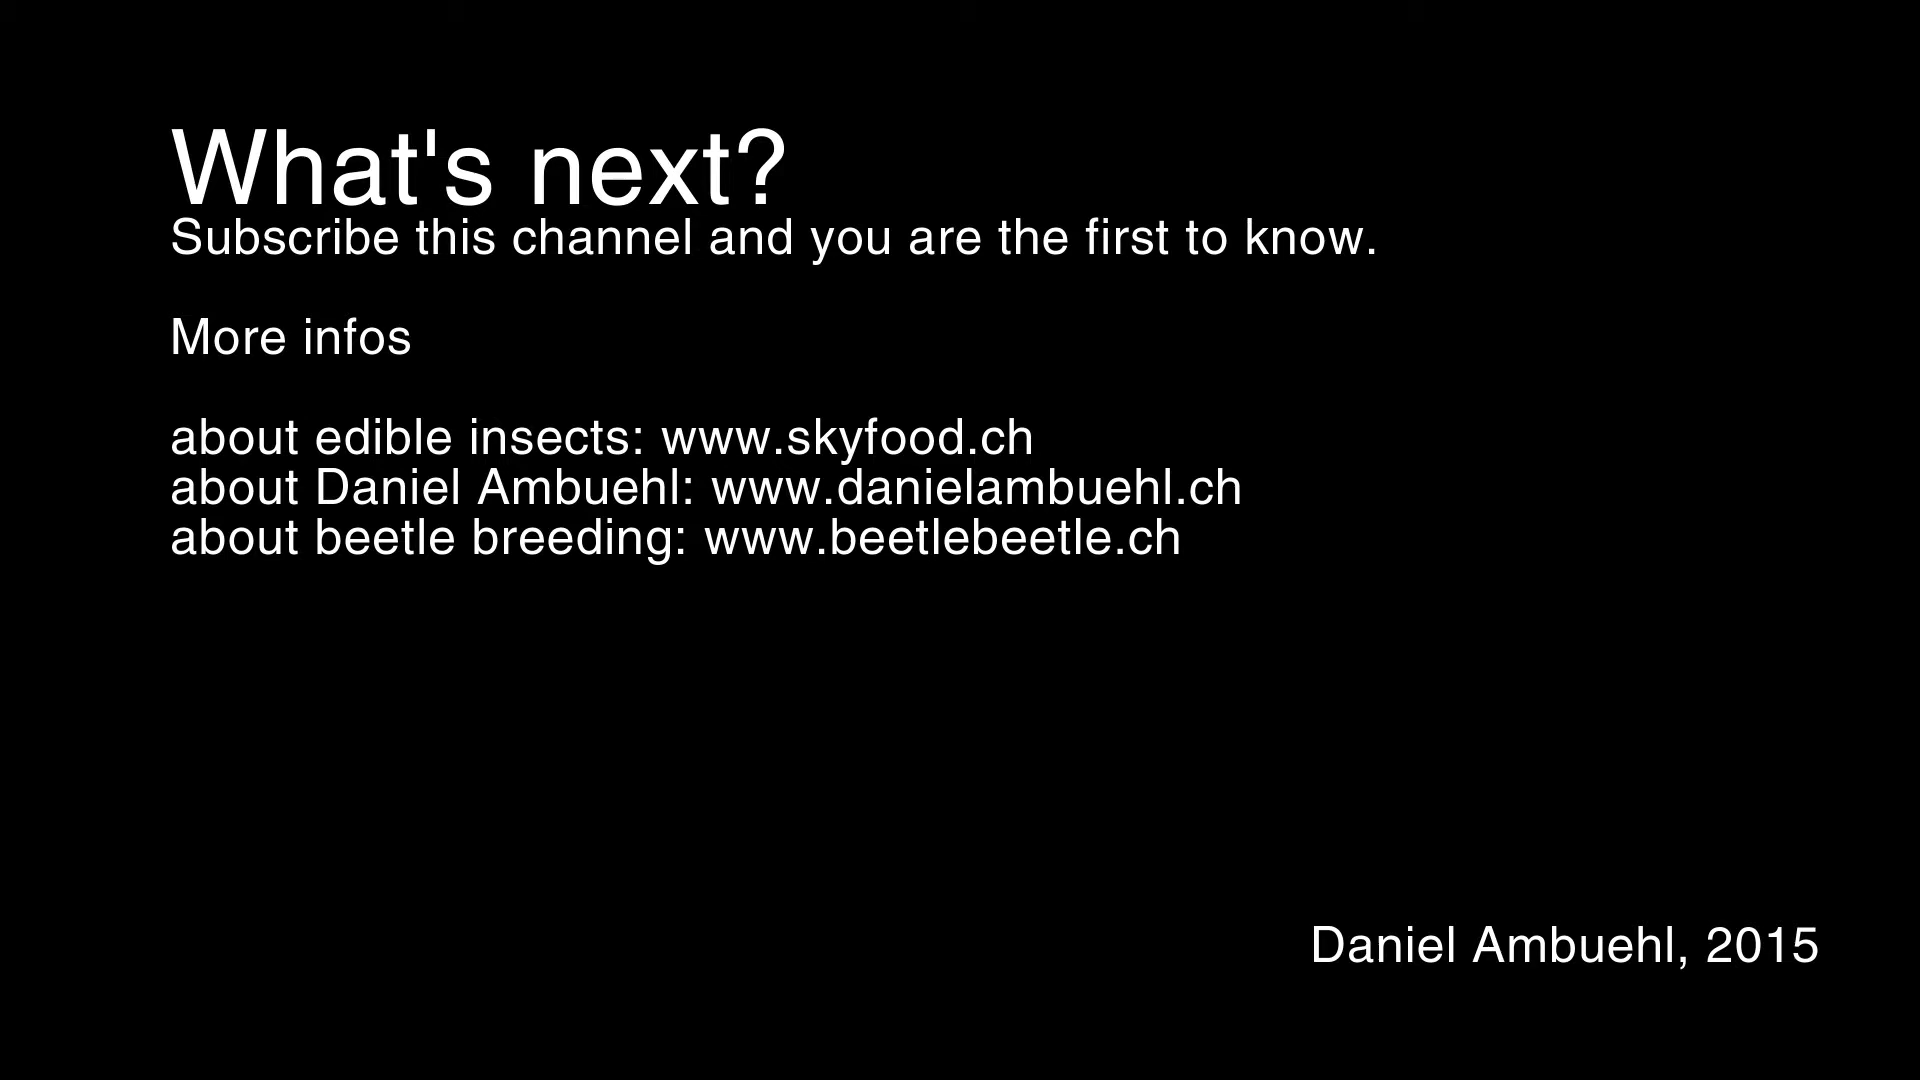 What's next?
Subscribe this channel and you are the first to know.
More infos
about edible insects: www.skyfood.ch
about Daniel Ambuehl: www.danielambuehl.ch
about beetle breeding: www.beetlebeetle.ch
Daniel Ambuehl, 2015